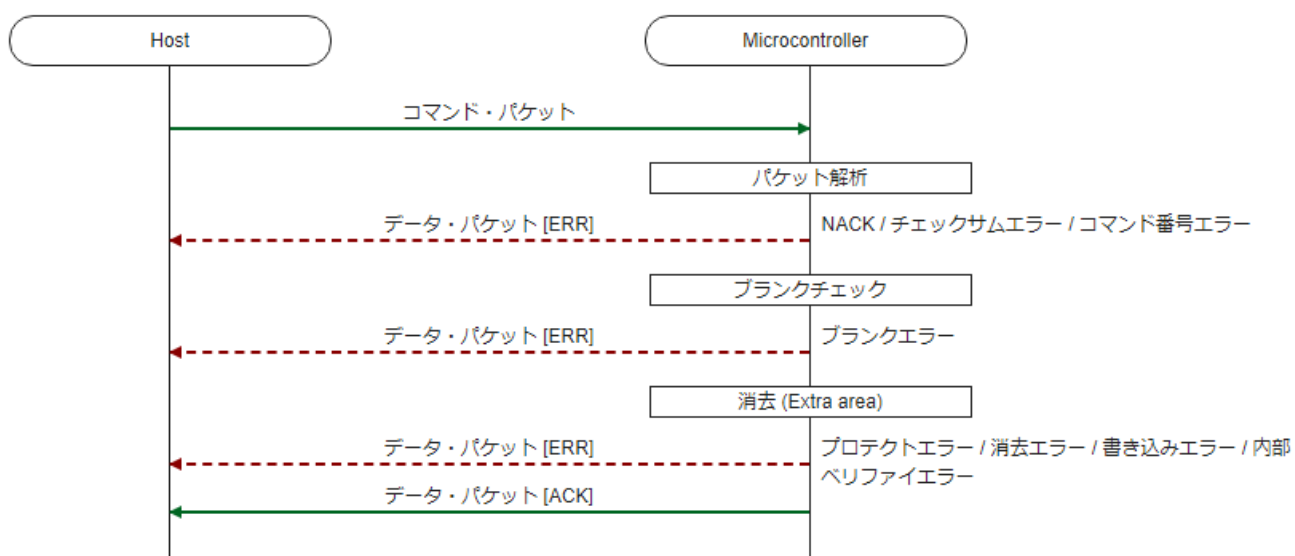 Host
Microcontroller
コマンド・パケット
パケット解析
データ・パケット [ERR]
NACK / チェックサムエラー / コマンド番号エラー
ブランクチェック
データ・パケット [ERR]
ブランクエラー
消去 (Extra area)
データ・パケット [ERR]
プロテクトエラー / 消去エラー / 書き込みエラー / 内部
ベリファイエラー
データ・パケット [ACK]